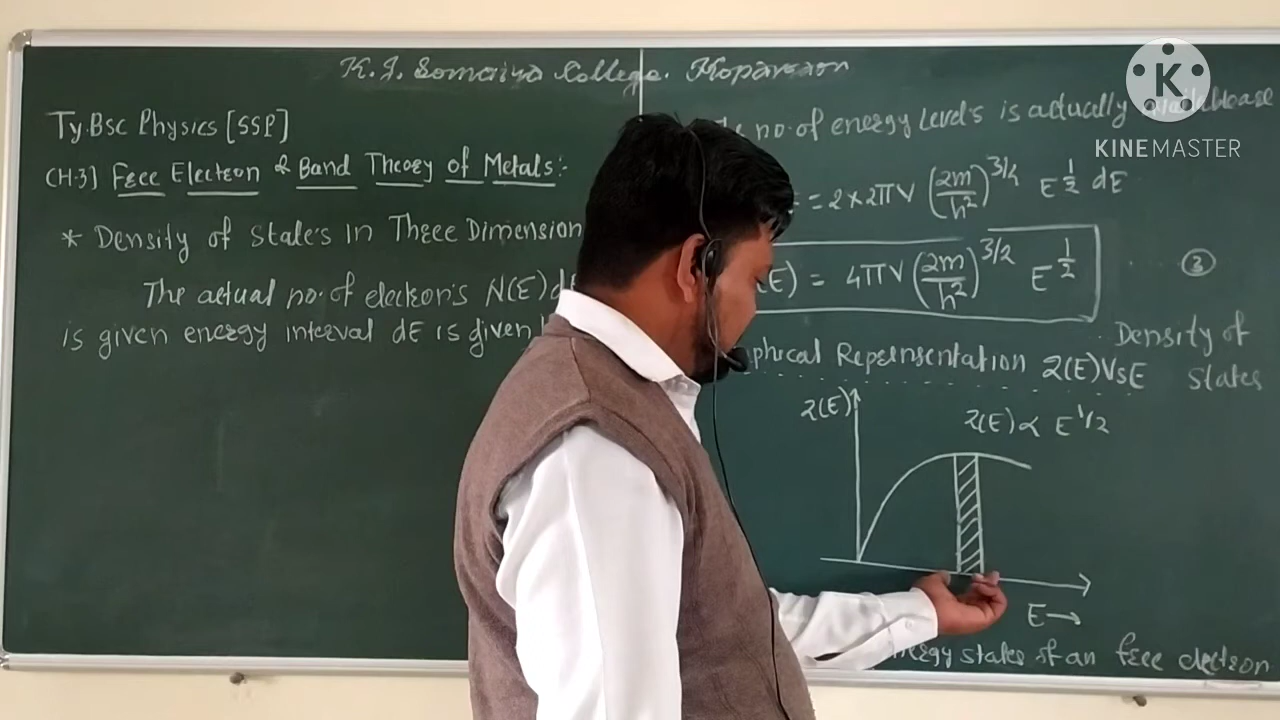 K.J. Somaiya College. Kopargaon
Ty.Bsc Physics [SSP]
CH-3] Free Electron & Band Theory of Metals:-
* Density of States In Three Dimension
The actual no. of electron's N(E)d
is given energy interval dE is given
no. of energy Level's is actually
= 2×2πV (2m/h²)^3/2 E^1/2 dE
(E) = 4πV (2m/h²)^3/2 E^1/2
3
Density of
States
phical Repersentation Z(E) Vs E
Z(E)
Z(E) ∝ E^1/2
E →
nergy states of an free electron
K
KINEMASTER